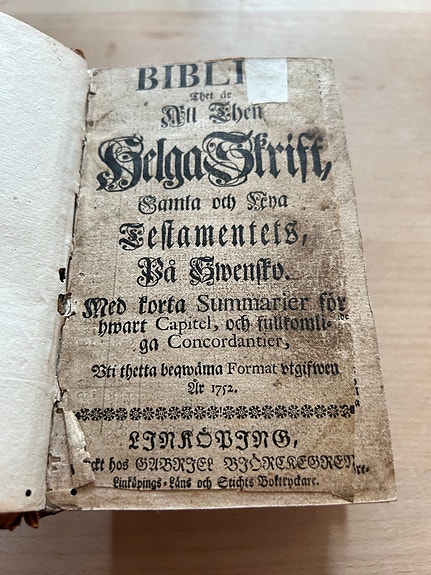 BIBLI
Thet är
All Then
Helga Skrift,
Gamla och Nya
Testamentets,
På Swensko.
Med korta Summarier för
hwart Capitel, och fullkomli-
ga Concordantier,
Uti thetta beqwäma Format utgifwen
År 1752.
LINKÖPING,
ckt hos GABRIEL BIÖRCKEGREN
Linköpings-Läns och Stichts Boktryckare.